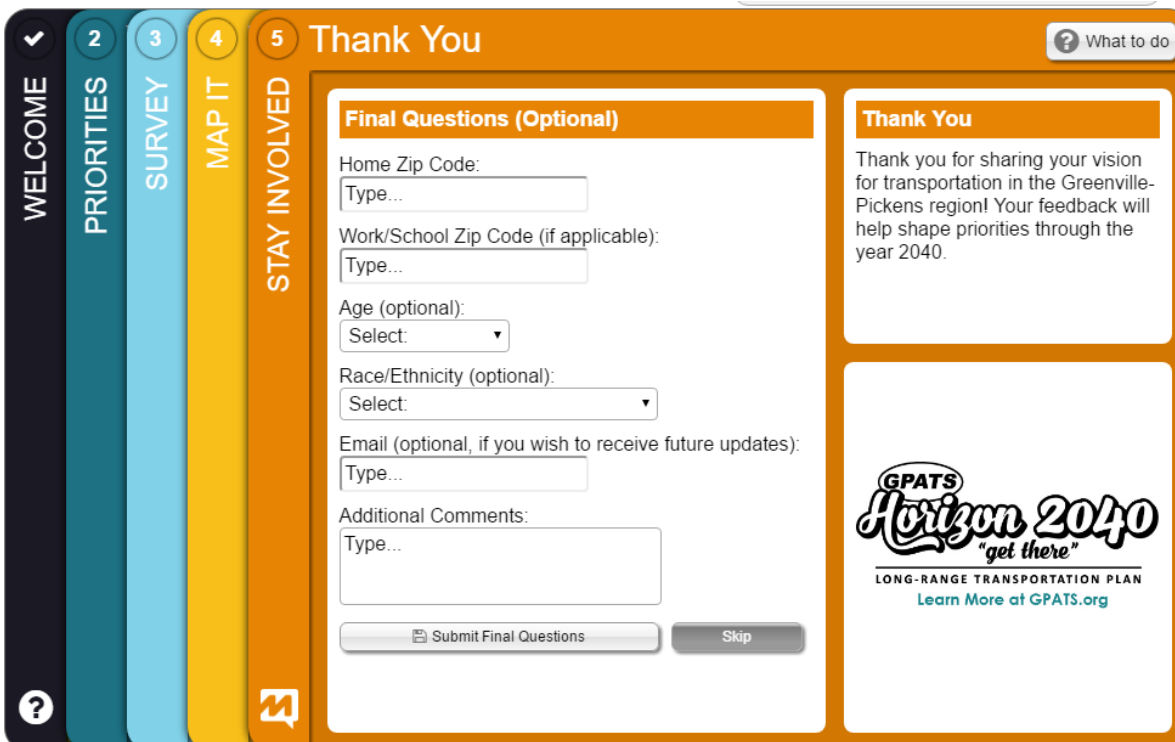 WELCOME
2
PRIORITIES
3
SURVEY
4
MAP IT
5
STAY INVOLVED
Thank You
? What to do
Final Questions (Optional)
Home Zip Code:
Type...
Work/School Zip Code (if applicable):
Type...
Age (optional):
Select:
Race/Ethnicity (optional):
Select:
Email (optional, if you wish to receive future updates):
Type...
Additional Comments:
Type...
Submit Final Questions
Skip
Thank You
Thank you for sharing your vision
for transportation in the Greenville-
Pickens region! Your feedback will
help shape priorities through the
year 2040.
GPATS
Horizon 2040
"get there"
LONG-RANGE TRANSPORTATION PLAN
Learn More at GPATS.org
?